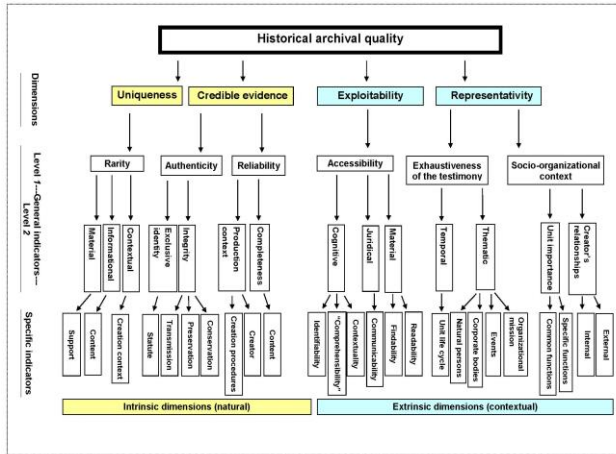 Historical archival quality
Dimensions
Uniqueness
Credible evidence
Exploitability
Representativity
Level 1---General indicators---
Level 2
Rarity
Authenticity
Reliability
Accessibility
Exhaustiveness
of the testimony
Socio-organizational
context
Material
Informational
Contextual
Exclusive
identity
Integrity
Production
context
Completeness
Cognitive
Juridical
Material
Temporal
Thematic
Unit importance
Creator's
relationships
Specific indicators
Support
Content
Creation context
Statute
Transmission
Preservation
Conservation
Creation procedures
Creator
Content
Identifiability
"Comprehensibility"
Contextuality
Communicability
Findability
Readability
Unit life cycle
Natural persons
Corporate bodies
Events
Organizational
mission
Common functions
Specific functions
Internal
External
Intrinsic dimensions (natural)
Extrinsic dimensions (contextual)